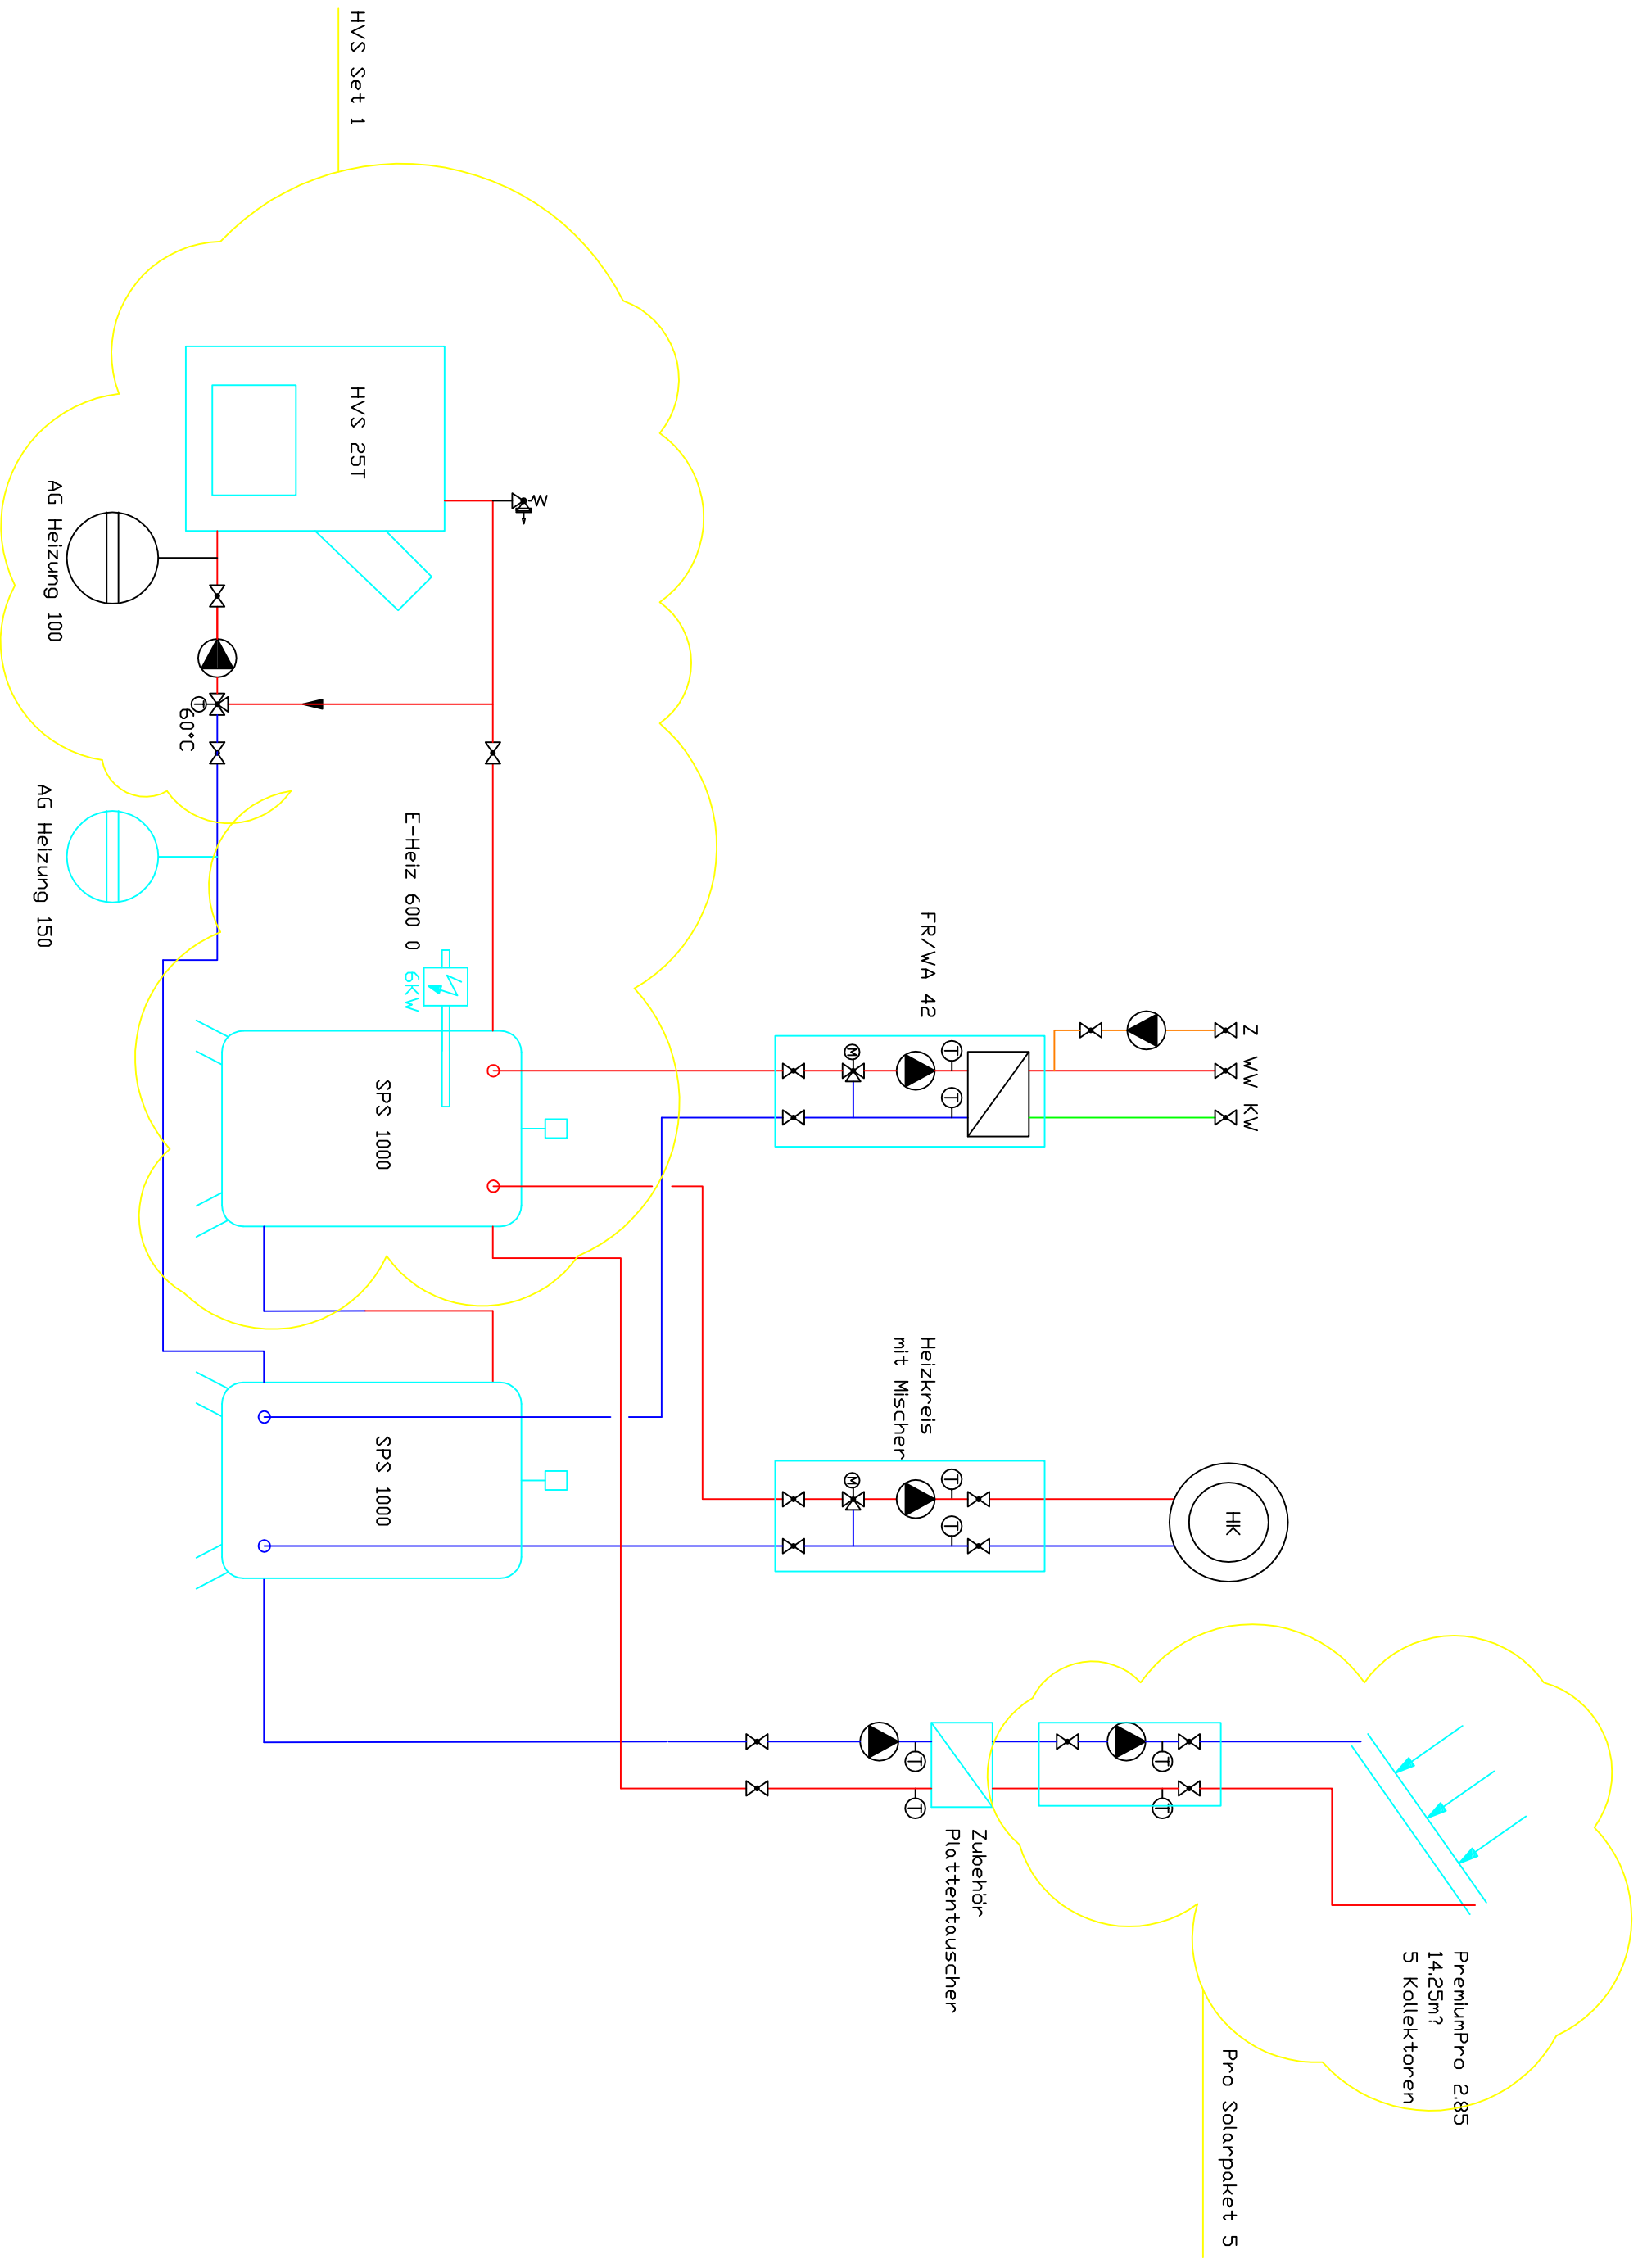 HVS Set 1
HVS 25T
AG Heizung 100
60°C
AG Heizung 150
E-Heiz 600 0
6KW
SPS 1000
SPS 1000
FR/WA 42
Z WW KW
M
T
T
Heizkreis
mit Mischer
M
T
T
HK
T
T
T
T
T
Zubehör
Plattentauscher
PremiumPro 2.85
14.25m?
5 Kollektoren
Pro Solarpaket 5